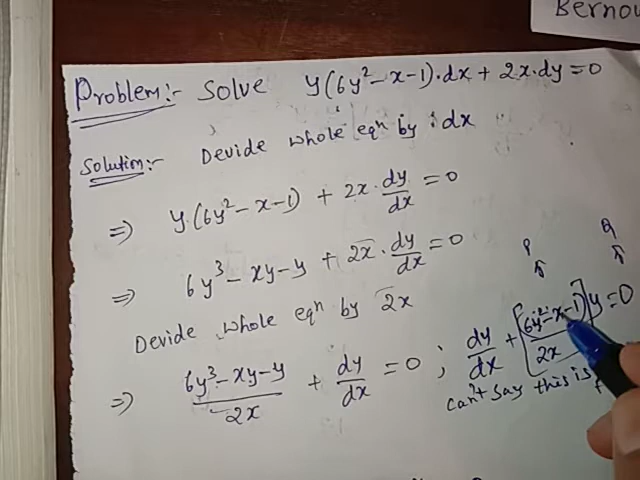 Bernou
Problem:- Solve y(6y² - x - 1)·dx + 2x·dy = 0
Solution:- Devide whole eqⁿ by : dx
⇒) y·(6y² - x - 1) + 2x·dy/dx = 0
⇒) 6y³ - xy - y + 2x·dy/dx = 0
Devide whole eqⁿ by 2x
P Q
⇒) (6y³ - xy - y)/2x + dy/dx = 0 ; dy/dx + [(6y² - x - 1)/2x]y = 0
can't say this is